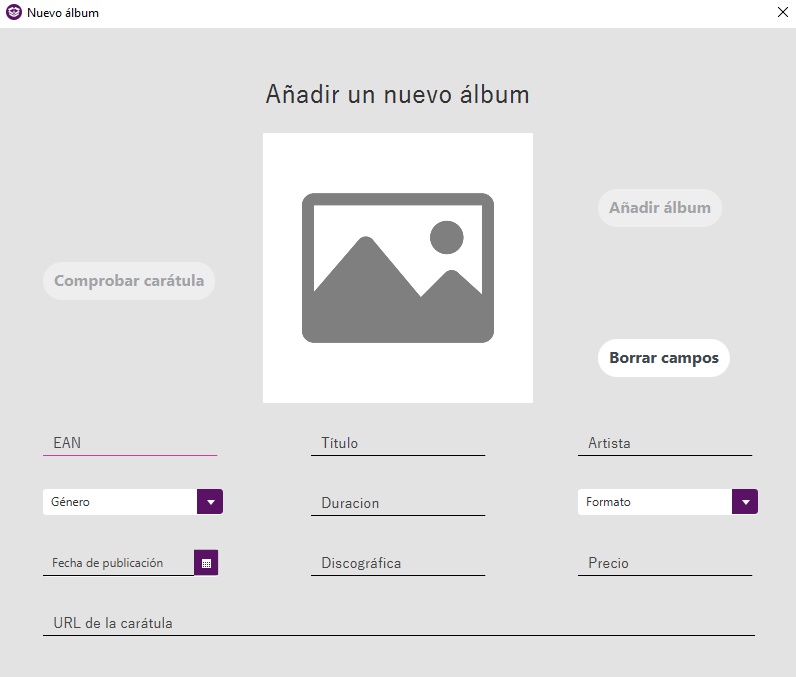 Nuevo álbum
Añadir un nuevo álbum
Añadir álbum
Comprobar carátula
Borrar campos
EAN
Título
Artista
Género
Duracion
Formato
Fecha de publicación
Discográfica
Precio
URL de la carátula